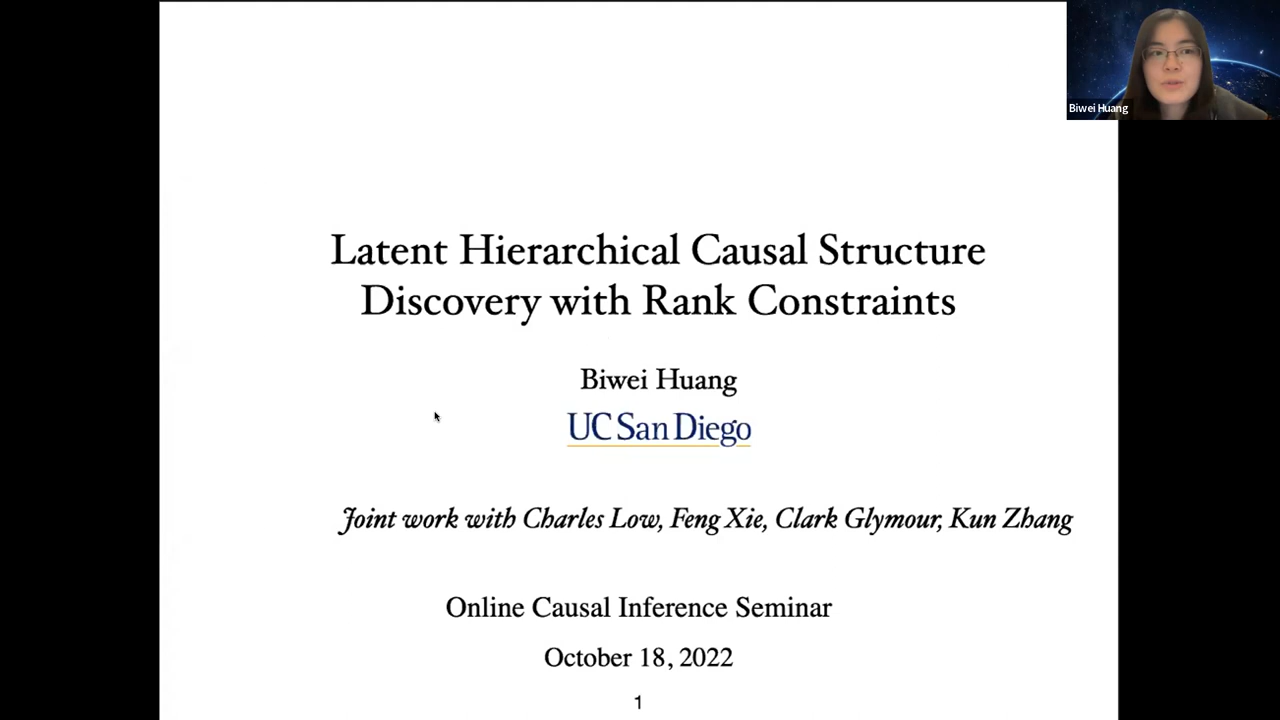 Biwei Huang
Latent Hierarchical Causal Structure
Discovery with Rank Constraints
Biwei Huang
UC San Diego
Joint work with Charles Low, Feng Xie, Clark Glymour, Kun Zhang
Online Causal Inference Seminar
October 18, 2022
1